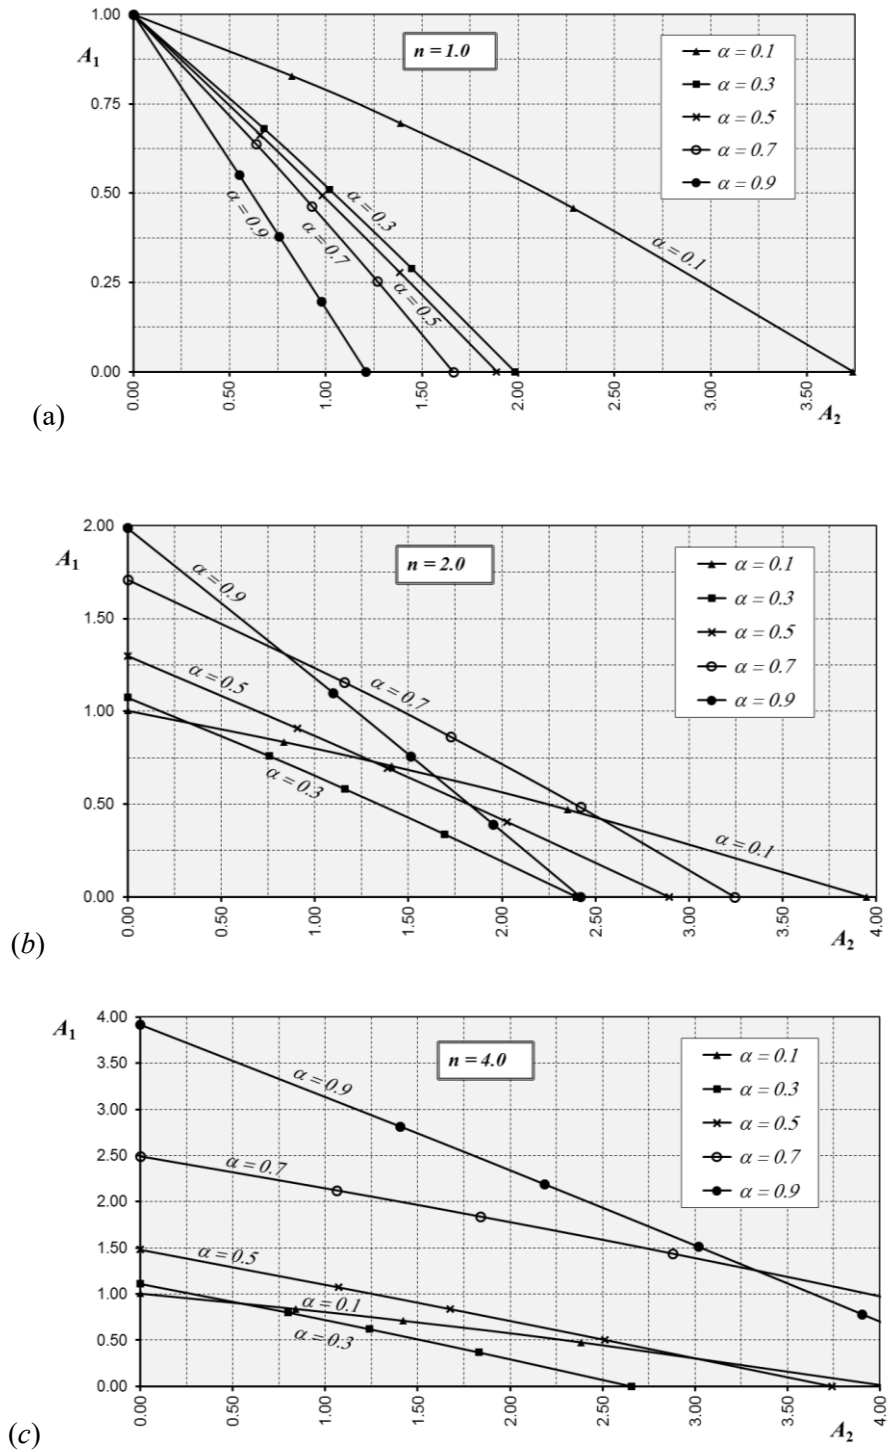 1.00
A₁
n = 1.0
α = 0.1
α = 0.3
α = 0.5
α = 0.7
α = 0.9
0.75
0.50
0.25
0.00
α = 0.3
α = 0.9
α = 0.7
α = 0.5
α = 0.1
0.00
0.50
1.00
1.50
2.00
2.50
3.00
3.50
A₂
(a)
2.00
A₁
n = 2.0
α = 0.1
α = 0.3
α = 0.5
α = 0.7
α = 0.9
1.50
1.00
0.50
0.00
α = 0.9
α = 0.5
α = 0.7
α = 0.3
α = 0.1
0.00
0.50
1.00
1.50
2.00
2.50
3.00
3.50
4.00
A₂
(b)
4.00
A₁
n = 4.0
α = 0.1
α = 0.3
α = 0.5
α = 0.7
α = 0.9
3.50
3.00
2.50
2.00
1.50
1.00
0.50
0.00
α = 0.9
α = 0.7
α = 0.5
α = 0.1
α = 0.3
0.00
0.50
1.00
1.50
2.00
2.50
3.00
3.50
4.00
A₂
(c)